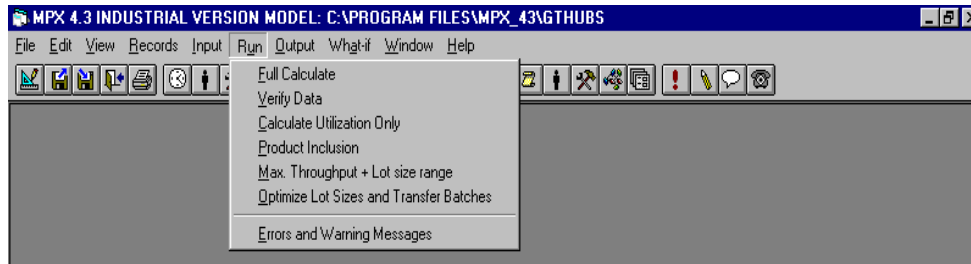 MPX 4.3 INDUSTRIAL VERSION MODEL: C:\PROGRAM FILES\MPX_43\GTHUBS
File Edit View Records Input Run Output What-if Window Help
Full Calculate
Verify Data
Calculate Utilization Only
Product Inclusion
Max. Throughput + Lot size range
Optimize Lot Sizes and Transfer Batches
Errors and Warning Messages